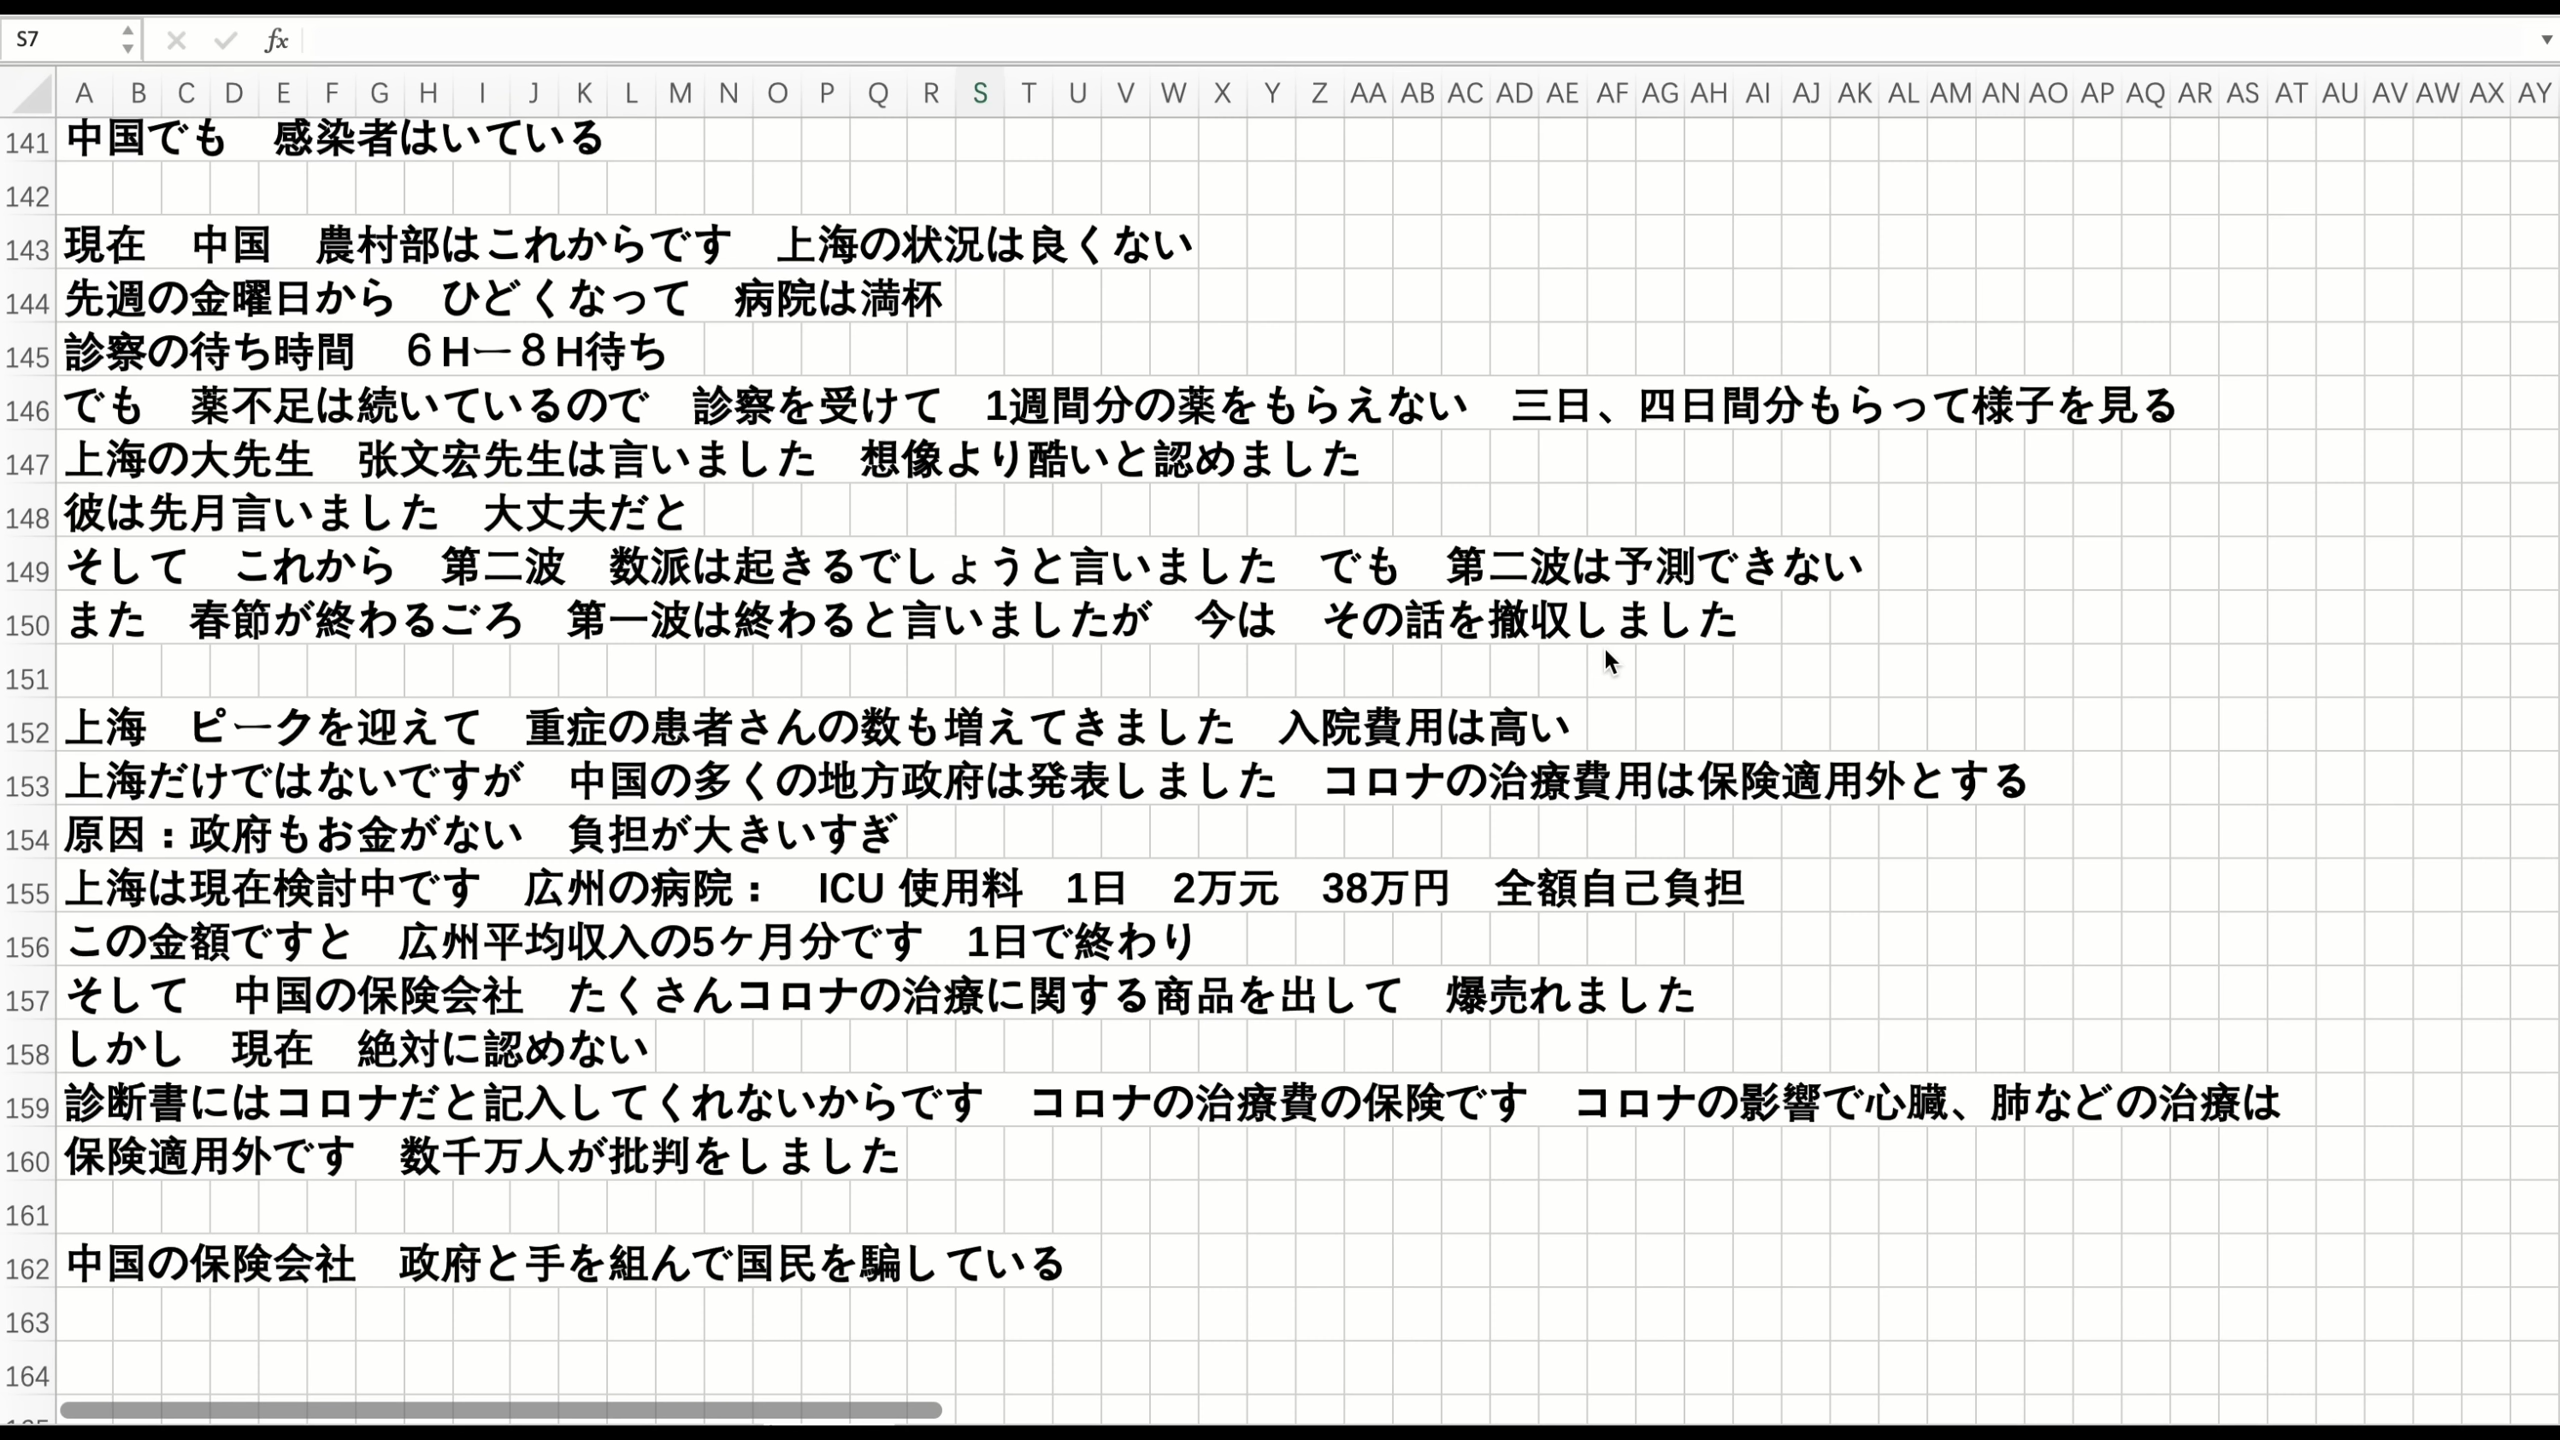 S7
fx
A B C D E F G H I J K L M N O P Q R S T U V W X Y Z AA AB AC AD AE AF AG AH AI AJ AK AL AM AN AO AP AQ AR AS AT AU AV AW AX AY
141 中国でも　感染者はいている
142
143 現在　中国　農村部はこれからです　上海の状況は良くない
144 先週の金曜日から　ひどくなって　病院は満杯
145 診察の待ち時間　６Hー８H待ち
146 でも　薬不足は続いているので　診察を受けて　1週間分の薬をもらえない　三日、四日間分もらって様子を見る
147 上海の大先生　张文宏先生は言いました　想像より酷いと認めました
148 彼は先月言いました　大丈夫だと
149 そして　これから　第二波　数派は起きるでしょうと言いました　でも　第二波は予測できない
150 また　春節が終わるごろ　第一波は終わると言いましたが　今は　その話を撤収しました
151
152 上海　ピークを迎えて　重症の患者さんの数も増えてきました　入院費用は高い
153 上海だけではないですが　中国の多くの地方政府は発表しました　コロナの治療費用は保険適用外とする
154 原因：政府もお金がない　負担が大きいすぎ
155 上海は現在検討中です　広州の病院：　ICU 使用料　1日　2万元　38万円　全額自己負担
156 この金額ですと　広州平均収入の5ケ月分です　1日で終わり
157 そして　中国の保険会社　たくさんコロナの治療に関する商品を出して　爆売れました
158 しかし　現在　絶対に認めない
159 診断書にはコロナだと記入してくれないからです　コロナの治療費の保険です　コロナの影響で心臓、肺などの治療は
160 保険適用外です　数千万人が批判をしました
161
162 中国の保険会社　政府と手を組んで国民を騙している
163
164